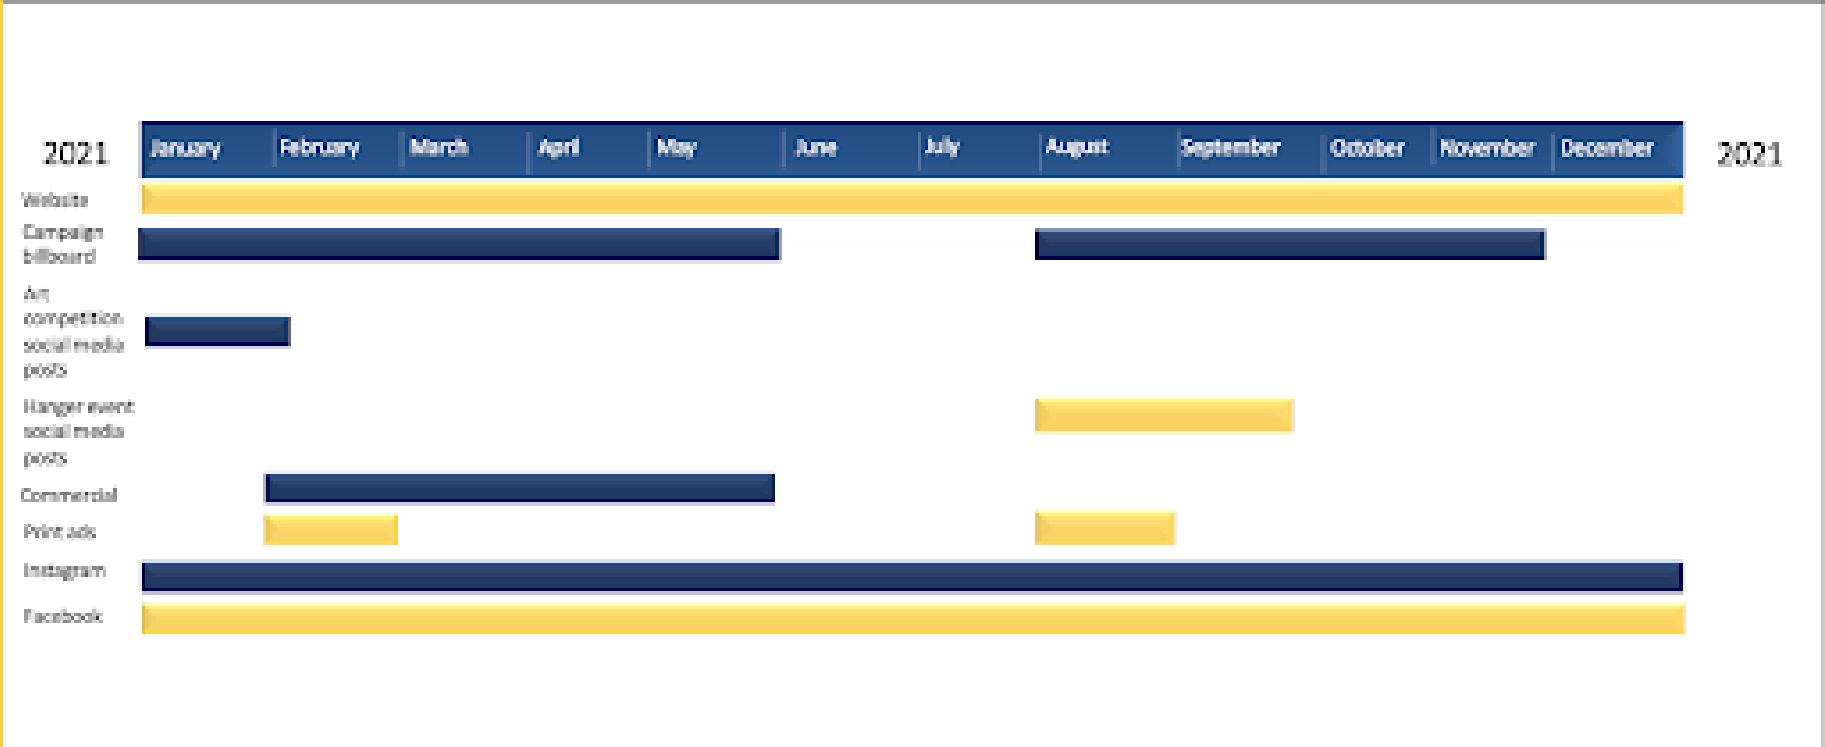 2021 January February March April May June July August September October November December 2021
Website
Campaign
billboard
Art
competition
social media
posts
Hanger event
social media
posts
Commercial
Print ads
Instagram
Facebook